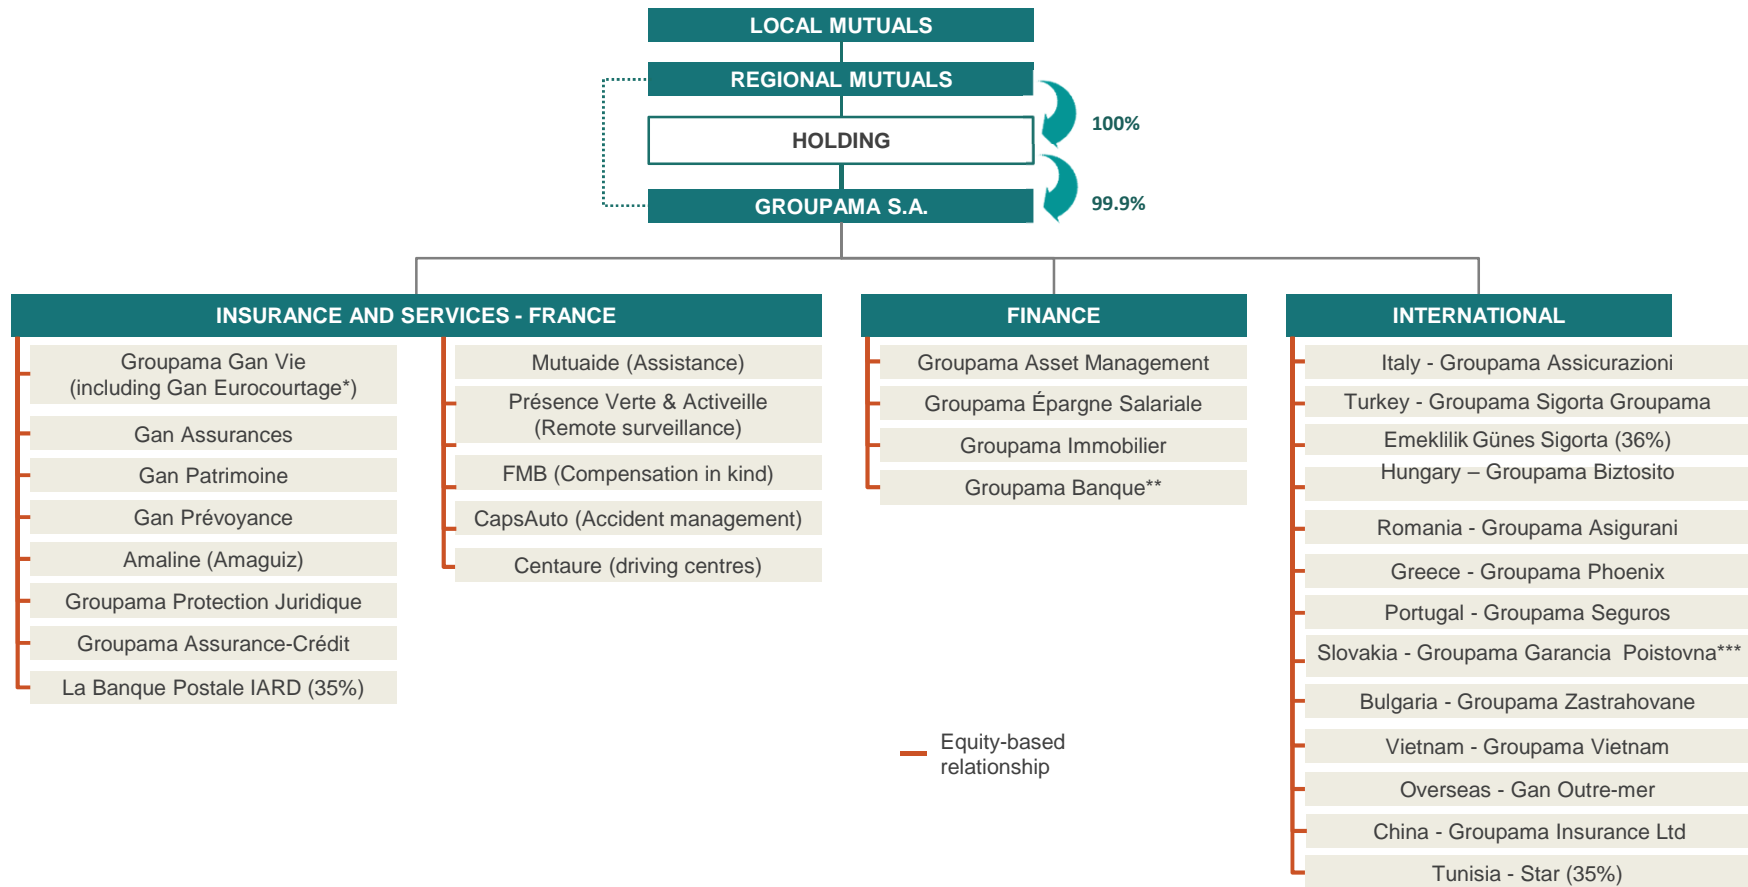 LOCAL MUTUALS
REGIONAL MUTUALS
100%
HOLDING
99.9%
GROUPAMA S.A.
INSURANCE AND SERVICES - FRANCE
Groupama Gan Vie
(including Gan Eurocourtage*)
Gan Assurances
Gan Patrimoine
Gan Prévoyance
Amaline (Amaguiz)
Groupama Protection Juridique
Groupama Assurance-Crédit
La Banque Postale IARD (35%)
Mutuaide (Assistance)
Présence Verte & Activeille
(Remote surveillance)
FMB (Compensation in kind)
CapsAuto (Accident management)
Centaure (driving centres)
FINANCE
Groupama Asset Management
Groupama Épargne Salariale
Groupama Immobilier
Groupama Banque**
INTERNATIONAL
Italy - Groupama Assicurazioni
Turkey - Groupama Sigorta Groupama
Emeklilik Günes Sigorta (36%)
Hungary – Groupama Biztosito
Romania - Groupama Asigurani
Greece - Groupama Phoenix
Portugal - Groupama Seguros
Slovakia - Groupama Garancia Poistovna***
Bulgaria - Groupama Zastrahovane
Vietnam - Groupama Vietnam
Overseas - Gan Outre-mer
China - Groupama Insurance Ltd
Tunisia - Star (35%)
Equity-based
relationship